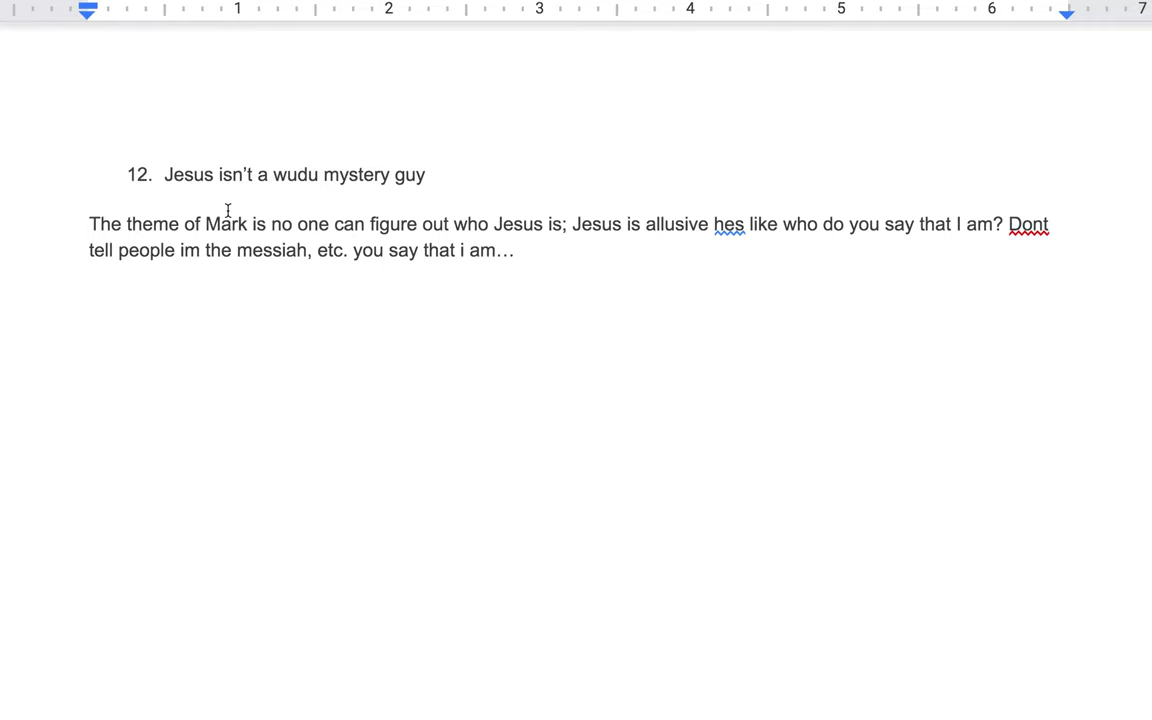 1 2 3 4 5 6 7
12. Jesus isn’t a wudu mystery guy
The theme of Mark is no one can figure out who Jesus is; Jesus is allusive hes like who do you say that I am? Dont
tell people im the messiah, etc. you say that i am…